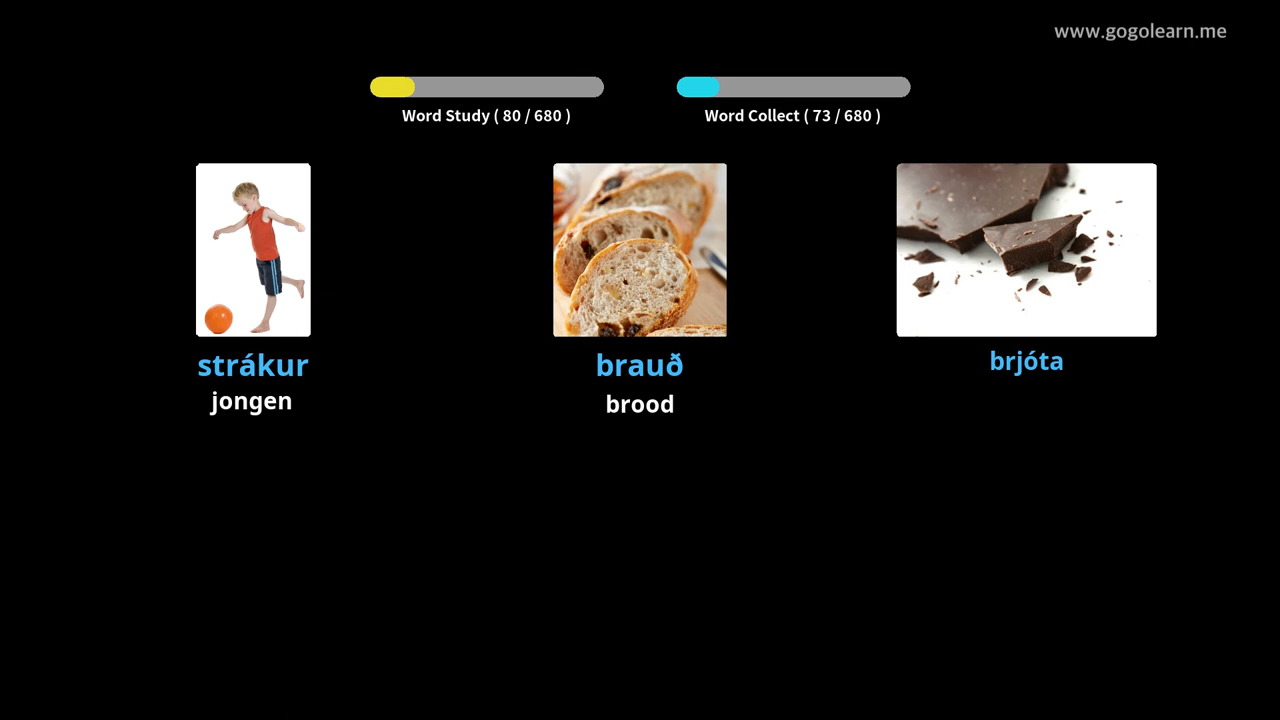 www.gogolearn.me
Word Study ( 80 / 680 )
Word Collect ( 73 / 680 )
strákur
jongen
brauð
brood
brjóta